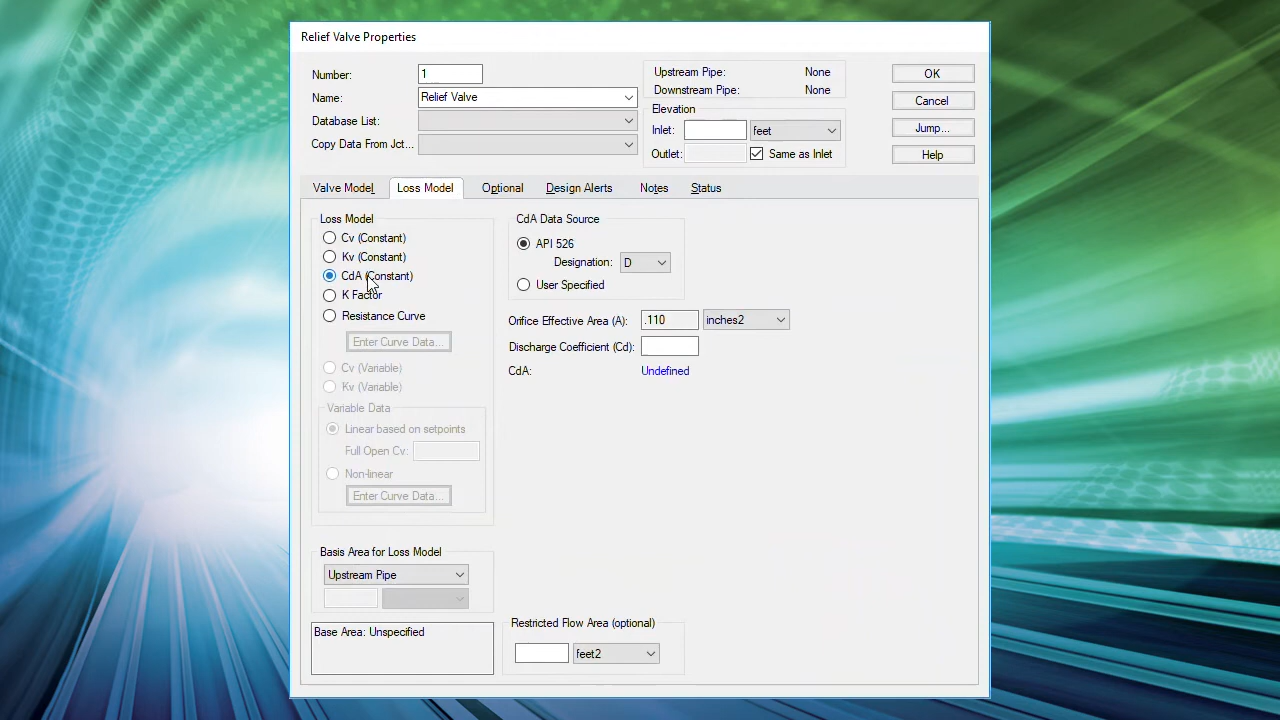 Relief Valve Properties
Number: 1
Name: Relief Valve
Database List:
Copy Data From Jct...
Upstream Pipe: None
Downstream Pipe: None
Elevation
Inlet: feet
Outlet: Same as Inlet
OK
Cancel
Jump...
Help
Valve Model Loss Model Optional Design Alerts Notes Status
Loss Model
Cv (Constant)
Kv (Constant)
CdA (Constant)
K Factor
Resistance Curve
Enter Curve Data...
Cv (Variable)
Kv (Variable)
Variable Data
Linear based on setpoints
Full Open Cv:
Non-linear
Enter Curve Data...
CdA Data Source
API 526
Designation: D
User Specified
Orifice Effective Area (A): .110 inches2
Discharge Coefficient (Cd):
CdA: Undefined
Basis Area for Loss Model
Upstream Pipe
Base Area: Unspecified
Restricted Flow Area (optional)
feet2